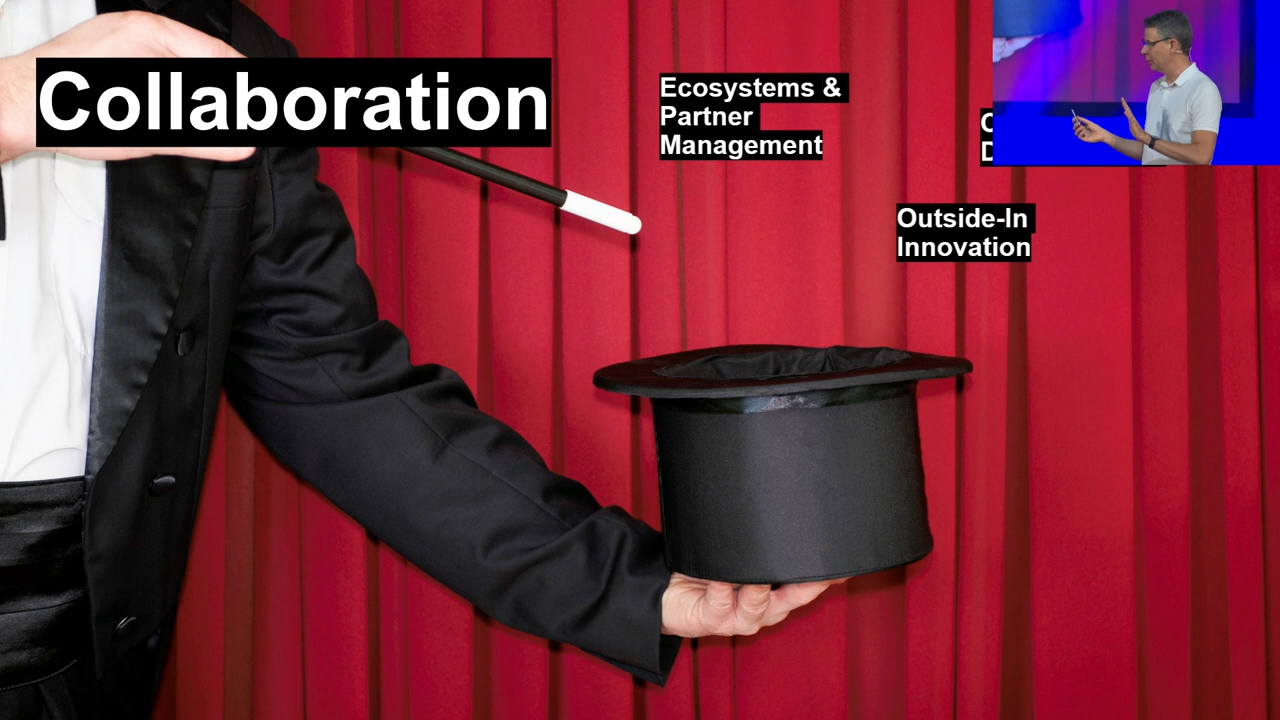 Collaboration
Ecosystems &
Partner
Management
Outside-In
Innovation